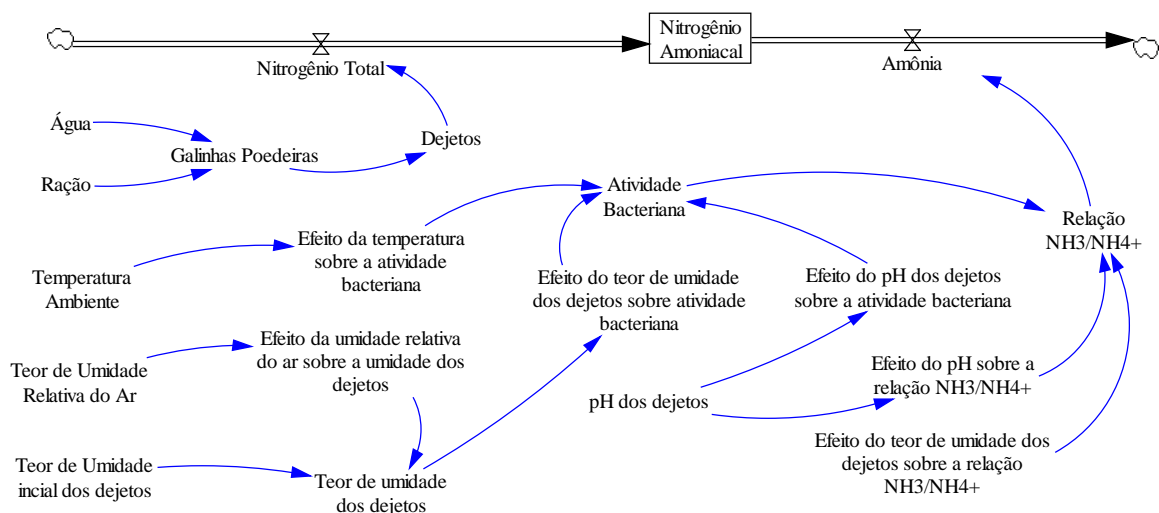 Nitrogênio
Amoniacal
Nitrogênio Total
Amônia
Água
Galinhas Poedeiras
Dejetos
Ração
Atividade
Bacteriana
Relação
NH3/NH4+
Efeito da temperatura
sobre a atividade
bacteriana
Temperatura
Ambiente
Efeito do teor de umidade
dos dejetos sobre atividade
bacteriana
Efeito do pH dos dejetos
sobre a atividade bacteriana
Efeito da umidade relativa
do ar sobre a umidade dos
dejetos
Teor de Umidade
Relativa do Ar
pH dos dejetos
Efeito do pH sobre a
relação NH3/NH4+
Efeito do teor de umidade dos
dejetos sobre a relação
NH3/NH4+
Teor de Umidade
incial dos dejetos
Teor de umidade
dos dejetos